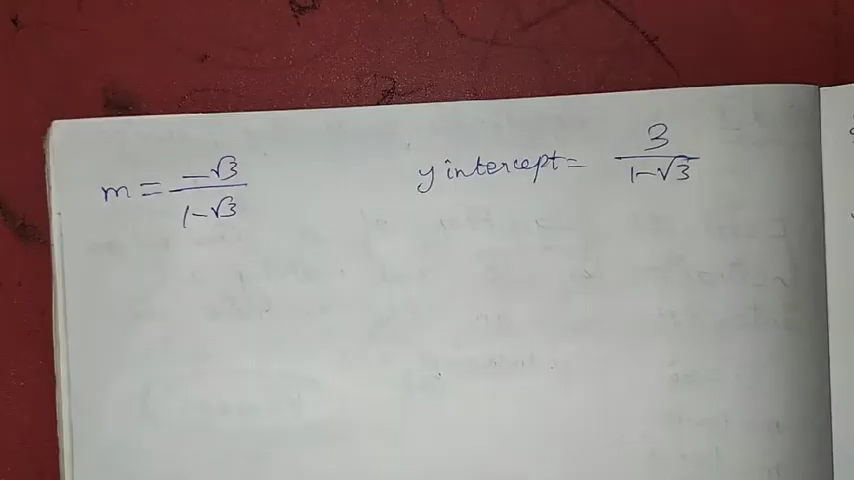 m = -√3 / 1-√3
y intercept = 3 / 1-√3